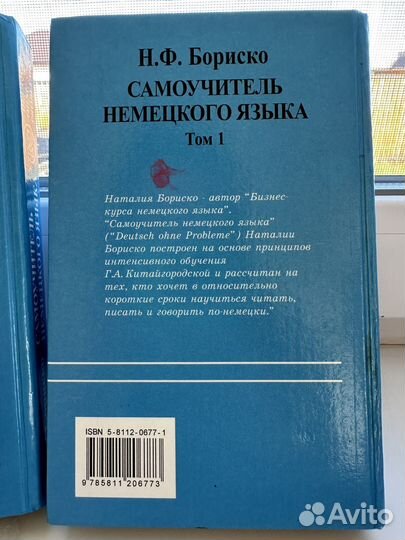 Н.Ф. Бориско
САМОУЧИТЕЛЬ
НЕМЕЦКОГО ЯЗЫКА
Том 1
Наталия Бориско - автор "Бизнес-
курса немецкого языка".
"Самоучитель немецкого языка"
("Deutsch ohne Probleme") Наталии
Бориско построен на основе принципов
интенсивного обучения
Г.А. Китайгородской и рассчитан на
тех, кто хочет в относительно
короткие сроки научиться читать,
писать и говорить по-немецки."
ISBN 5-8112-0677-1
9 785811 206773
САМОУЧИТЕЛЬ
Avito